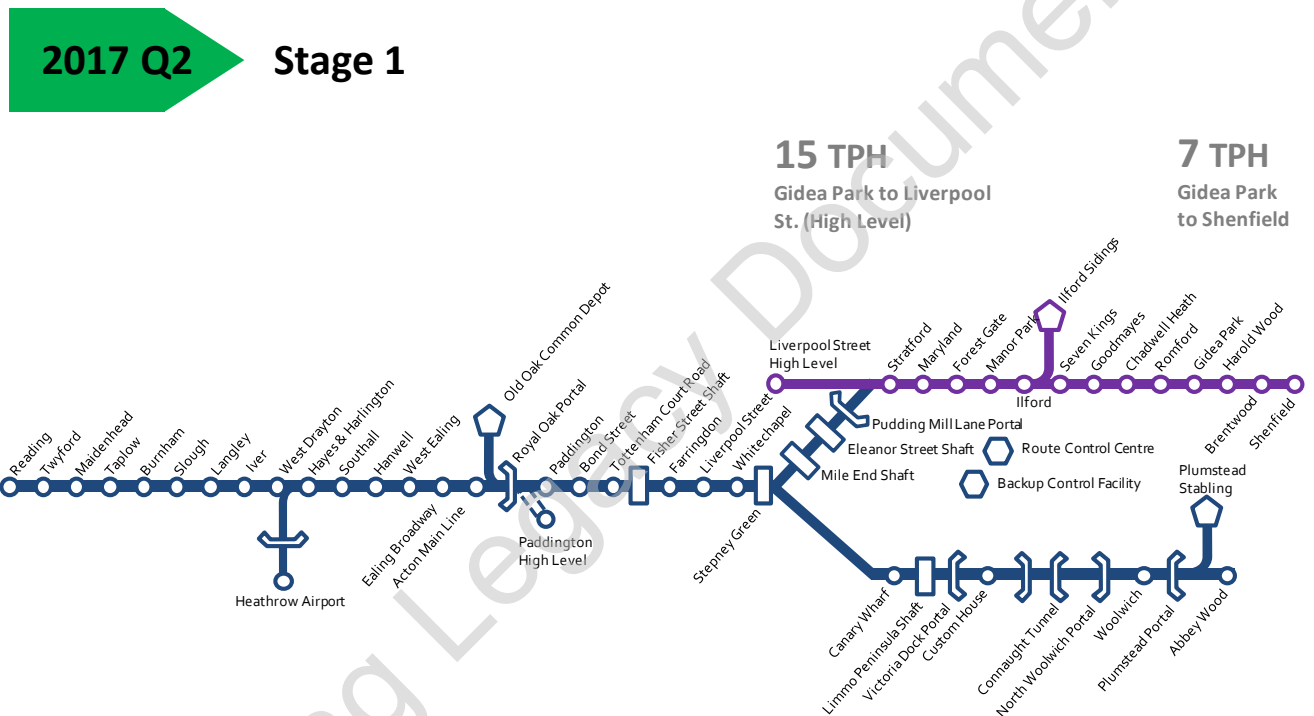 2017 Q2
Stage 1
15 TPH
Gidea Park to Liverpool
St. (High Level)
7 TPH
Gidea Park
to Shenfield
Reading
Twyford
Maidenhead
Taplow
Burnham
Slough
Langley
Iver
West Drayton
Hayes & Harlington
Southall
Hanwell
West Ealing
Ealing Broadway
Acton Main Line
Old Oak Common Depot
Royal Oak Portal
Paddington
Paddington
High Level
Heathrow Airport
Bond Street
Tottenham Court Road
Fisher Street Shaft
Farringdon
Liverpool Street
Whitechapel
Stepney Green
Liverpool Street
High Level
Stratford
Maryland
Forest Gate
Manor Park
Ilford
Ilford Sidings
Seven Kings
Goodmayes
Chadwell Heath
Romford
Gidea Park
Harold Wood
Brentwood
Shenfield
Pudding Mill Lane Portal
Eleanor Street Shaft
Mile End Shaft
Route Control Centre
Backup Control Facility
Plumstead
Stabling
Canary Wharf
Limmo Peninsula Shaft
Victoria Dock Portal
Custom House
Connaught Tunnel
North Woolwich Portal
Woolwich
Plumstead Portal
Abbey Wood
ng Legacy Docume